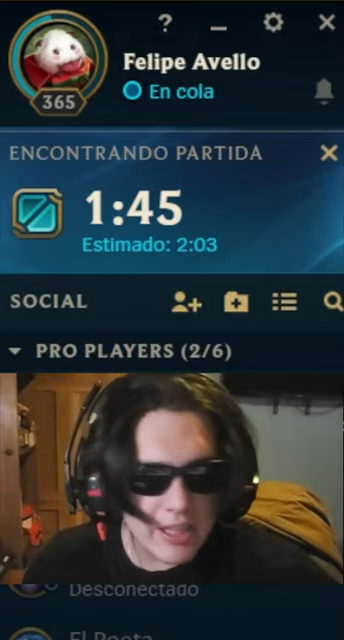 ?
Felipe Avello
365
En cola
ENCONTRANDO PARTIDA
1:45
Estimado: 2:03
SOCIAL
PRO PLAYERS (2/6)
Desconectado
El Poeta